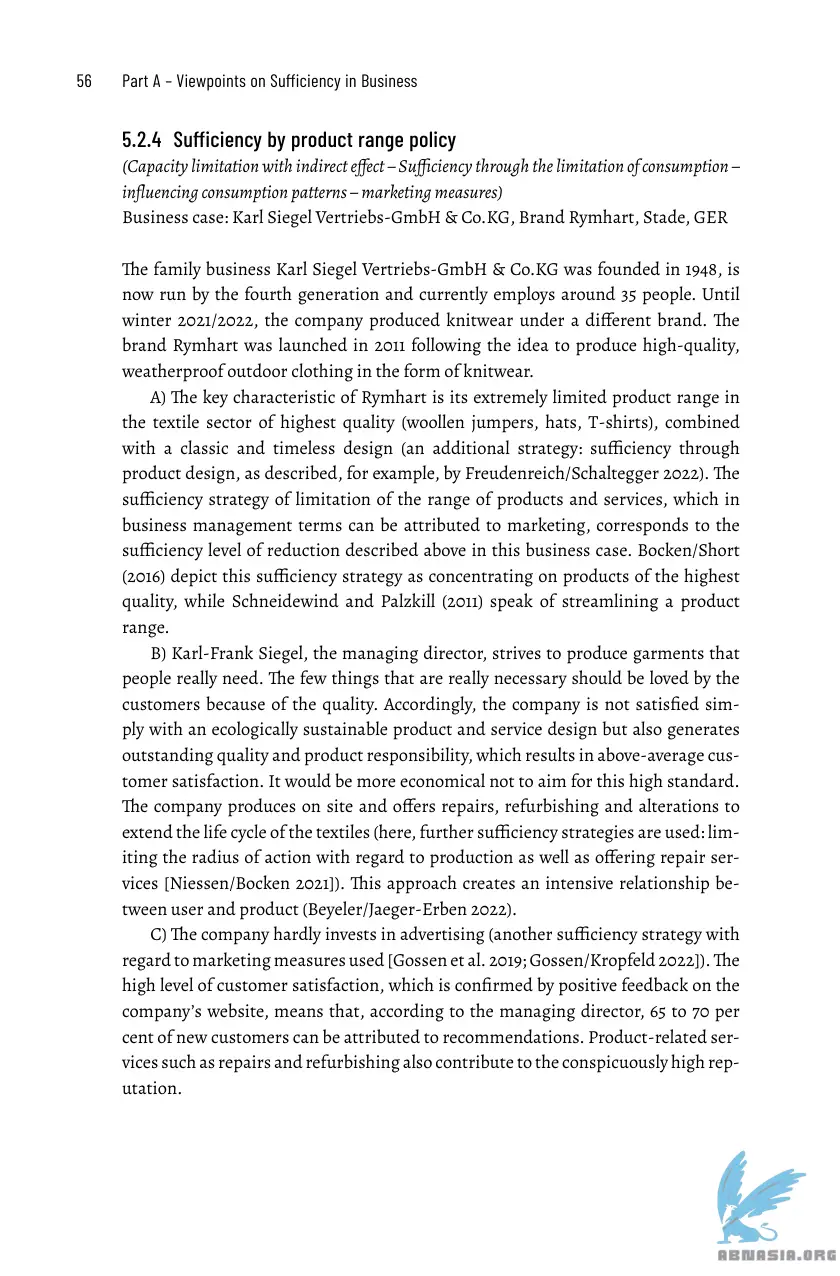 56 Part A – Viewpoints on Sufficiency in Business
5.2.4 Sufficiency by product range policy
(Capacity limitation with indirect effect – Sufficiency through the limitation of consumption –
influencing consumption patterns – marketing measures)
Business case: Karl Siegel Vertriebs-GmbH & Co.KG, Brand Rymhart, Stade, GER
The family business Karl Siegel Vertriebs-GmbH & Co.KG was founded in 1948, is
now run by the fourth generation and currently employs around 35 people. Until
winter 2021/2022, the company produced knitwear under a different brand. The
brand Rymhart was launched in 2011 following the idea to produce high-quality,
weatherproof outdoor clothing in the form of knitwear.
A) The key characteristic of Rymhart is its extremely limited product range in
the textile sector of highest quality (woollen jumpers, hats, T-shirts), combined
with a classic and timeless design (an additional strategy: sufficiency through
product design, as described, for example, by Freudenreich/Schaltegger 2022). The
sufficiency strategy of limitation of the range of products and services, which in
business management terms can be attributed to marketing, corresponds to the
sufficiency level of reduction described above in this business case. Bocken/Short
(2016) depict this sufficiency strategy as concentrating on products of the highest
quality, while Schneidewind and Palzkill (2011) speak of streamlining a product
range.
B) Karl-Frank Siegel, the managing director, strives to produce garments that
people really need. The few things that are really necessary should be loved by the
customers because of the quality. Accordingly, the company is not satisfied sim-
ply with an ecologically sustainable product and service design but also generates
outstanding quality and product responsibility, which results in above-average cus-
tomer satisfaction. It would be more economical not to aim for this high standard.
The company produces on site and offers repairs, refurbishing and alterations to
extend the life cycle of the textiles (here, further sufficiency strategies are used: lim-
iting the radius of action with regard to production as well as offering repair ser-
vices [Niessen/Bocken 2021]). This approach creates an intensive relationship be-
tween user and product (Beyeler/Jaeger-Erben 2022).
C) The company hardly invests in advertising (another sufficiency strategy with
regard to marketing measures used [Gossen et al. 2019; Gossen/Kropfeld 2022]). The
high level of customer satisfaction, which is confirmed by positive feedback on the
company's website, means that, according to the managing director, 65 to 70 per
cent of new customers can be attributed to recommendations. Product-related ser-
vices such as repairs and refurbishing also contribute to the conspicuously high rep-
utation.
ABNASIA.ORG